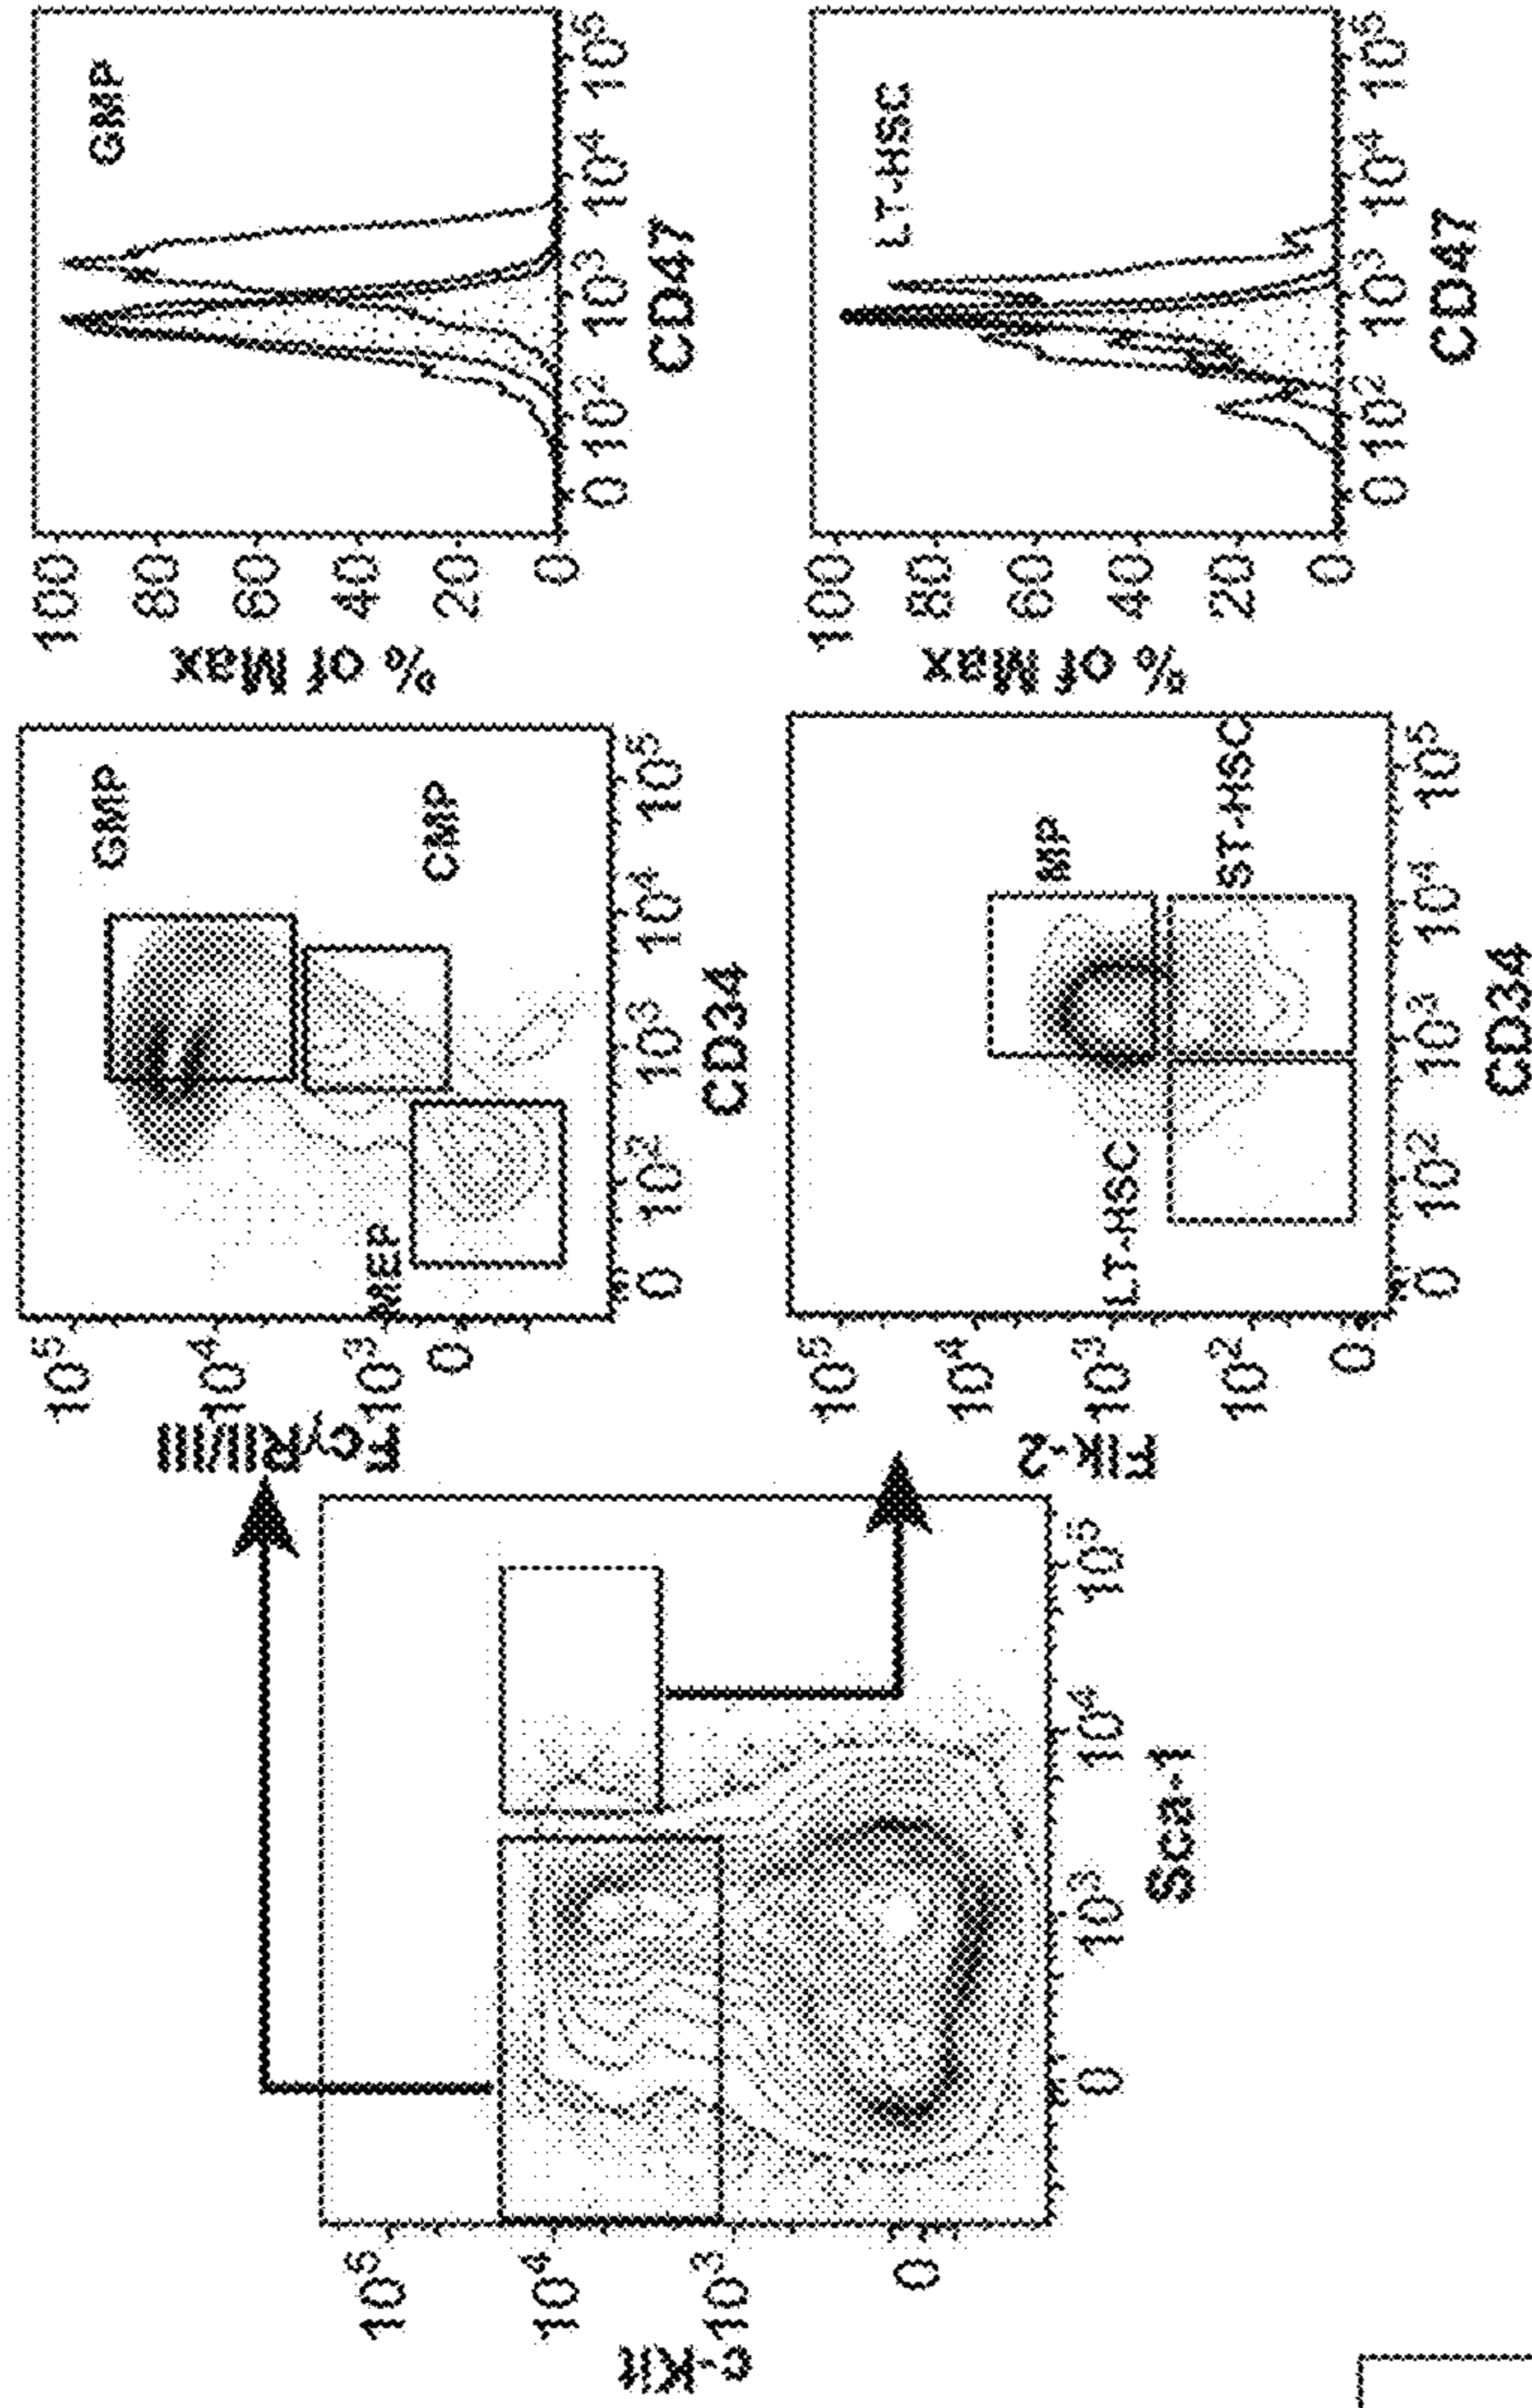 10⁵
10⁴
10³
0
c-Kit
0
10³
10⁴
10⁵
Sca-1
10⁵
10⁴
10³
0
FcγRII/III
GMP
CMP
MEP
0
10²
10³
10⁴
10⁵
CD34
100
80
60
40
20
0
% of Max
GMP
0
10²
10³
10⁴
10⁵
CD47
10⁵
10⁴
10³
10²
0
Flk-2
MP
LT-HSC
ST-HSC
0
10²
10³
10⁴
10⁵
CD34
100
80
60
40
20
0
% of Max
LT-HSC
0
10²
10³
10⁴
10⁵
CD47